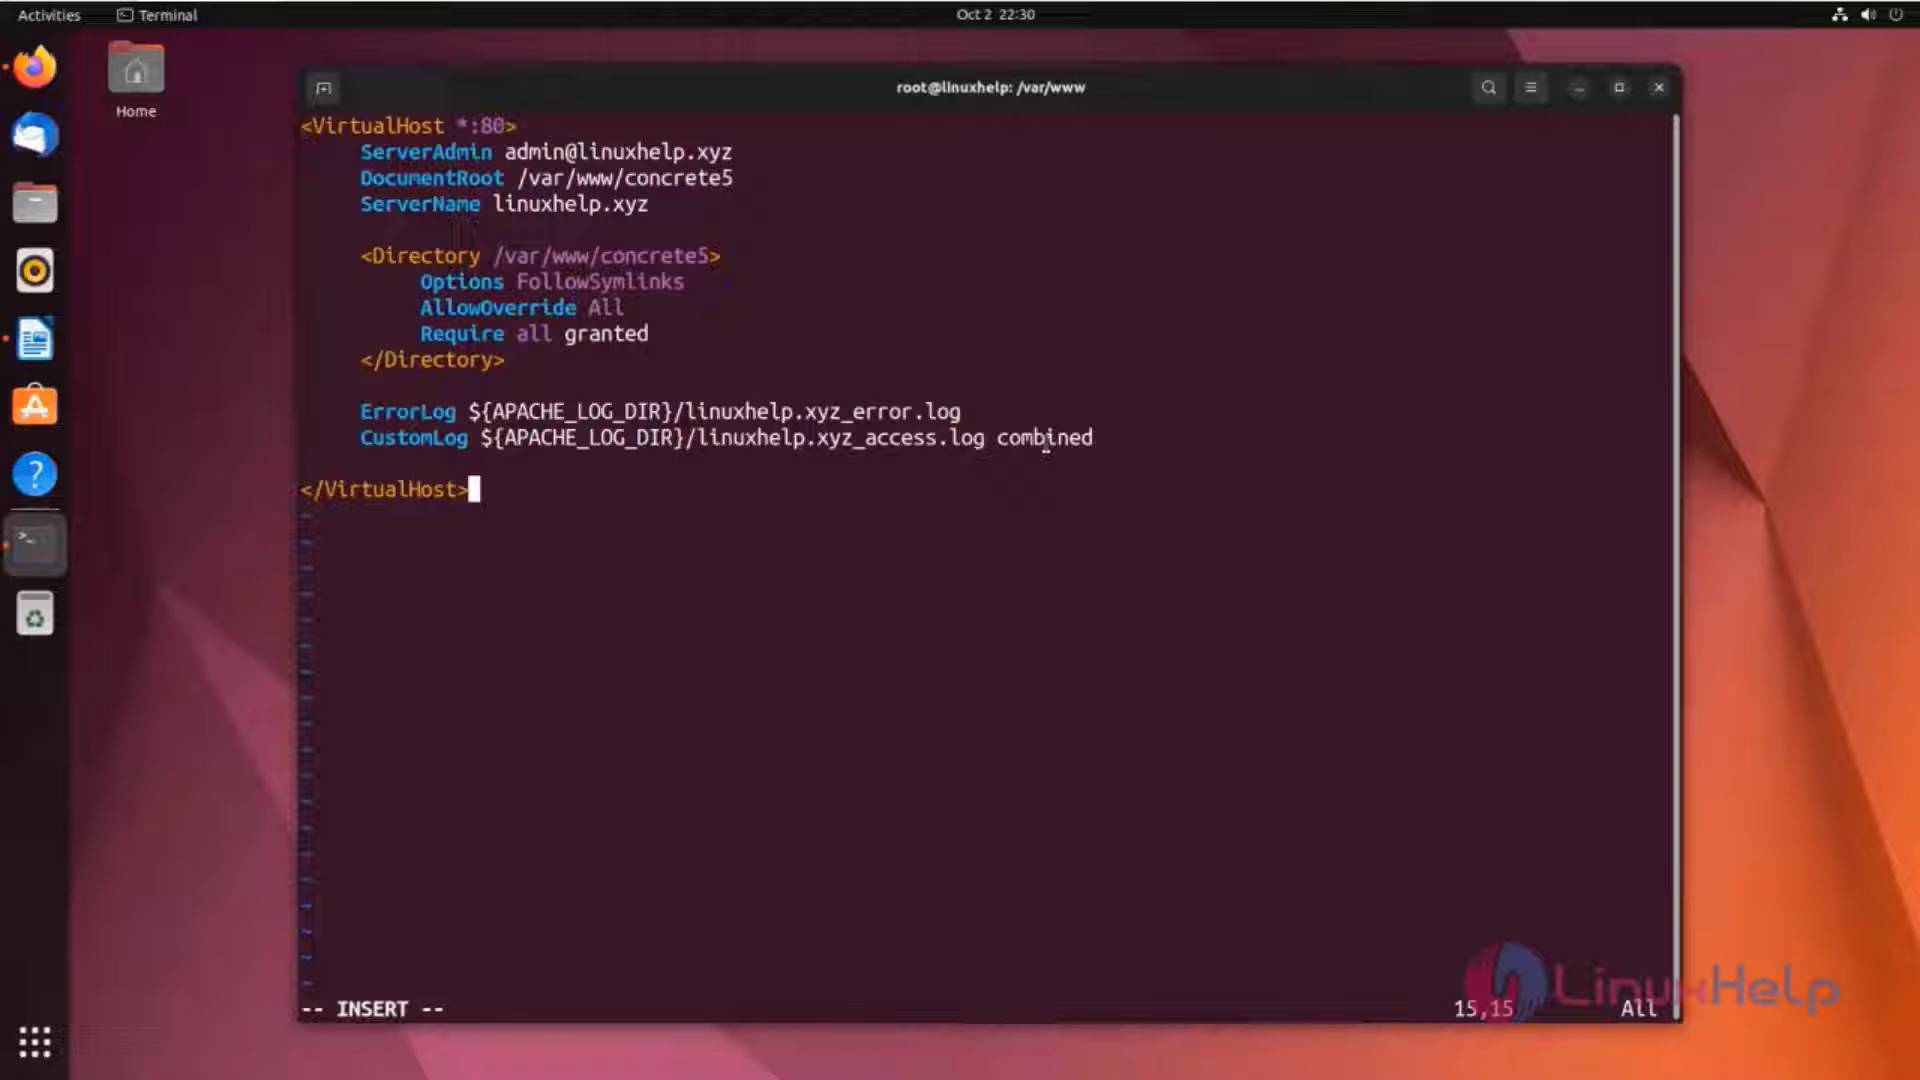 Activities Terminal Oct 2 22:30
Home
root@linuxhelp: /var/www
<VirtualHost *:80>
     ServerAdmin admin@linuxhelp.xyz
     DocumentRoot /var/www/concrete5
     ServerName linuxhelp.xyz
     <Directory /var/www/concrete5>
          Options FollowSymlinks
          AllowOverride All
          Require all granted
     </Directory>
     ErrorLog ${APACHE_LOG_DIR}/linuxhelp.xyz_error.log
     CustomLog ${APACHE_LOG_DIR}/linuxhelp.xyz_access.log combined
</VirtualHost>
-- INSERT -- 15,15 All
LinuxHelp